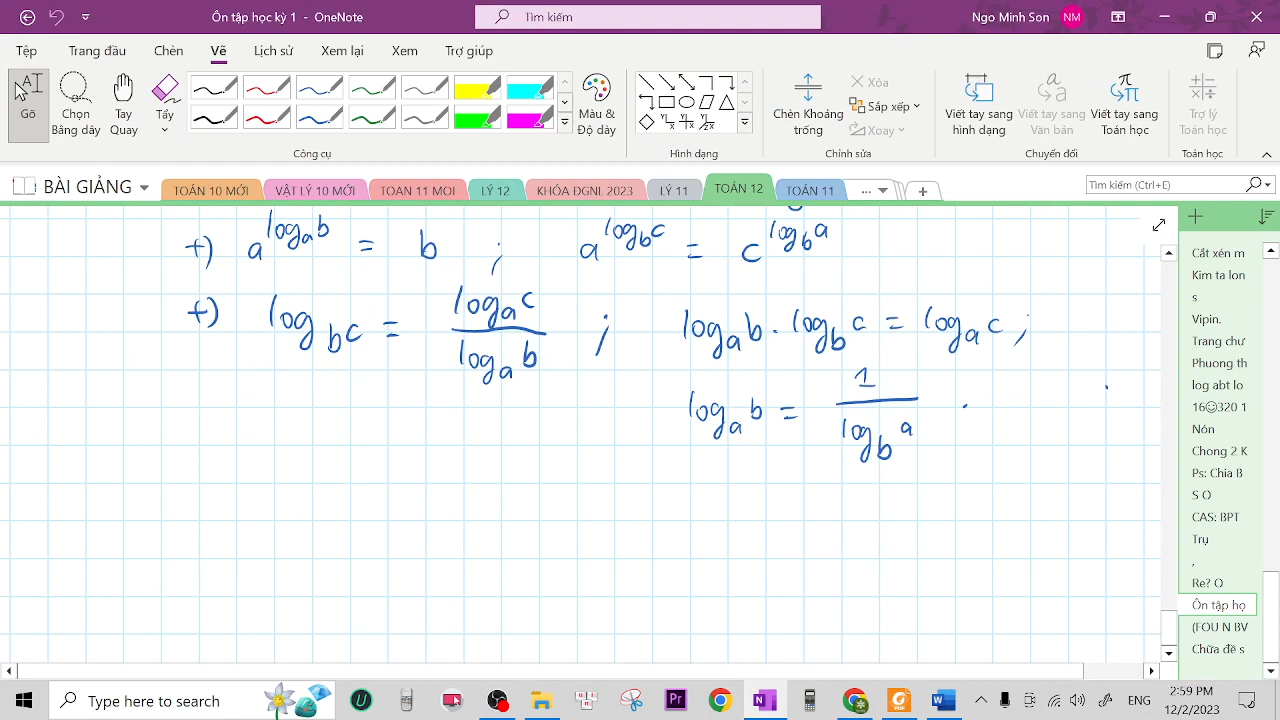 Ôn tập học kỳ 1 - OneNote
Tìm kiếm
Ngo Minh Son NM
Tệp Trang đầu Chèn Vẽ Lịch sử Xem lại Xem Trợ giúp
Gõ
Chọn Bằng dây
Tay Quay
Tẩy
Màu & Độ dày
Chèn Khoảng trống
Xóa
Sắp xếp
Xoay
Viết tay sang hình dạng
Viết tay sang Văn bản
Viết tay sang Toán học
Xử lý Toán học
Công cụ Hình dạng Chỉnh sửa Chuyển đổi Toán học
BÀI GIẢNG TOÁN 10 MỚI VẬT LÝ 10 MỚI TOAN 11 MOI LÝ 12 KHÓA ĐGNL 2023 LÝ 11 TOÁN 12 TOÁN 11 ... +
Tìm kiếm (Ctrl+E)
+) a^{log_a b} = b ; a^{log_b c} = c^{log_b a}
+) log_b c = \frac{log_a c}{log_a b} ; log_a b . log_b c = log_a c ;
log_a b = \frac{1}{log_b a} .
Cắt xén m
Kim ta lon
s
Vipin.
Trang chư
Phuong th
log abt lo
16☺320 1
Nón
Chong 2 K
Ps: Chia B
S O
CAS: BPT
Trụ
,
Re? O
Ôn tập họ
(FOU N BV
Chữa đề s
Type here to search
ENG
2:59 PM
12/2/2023